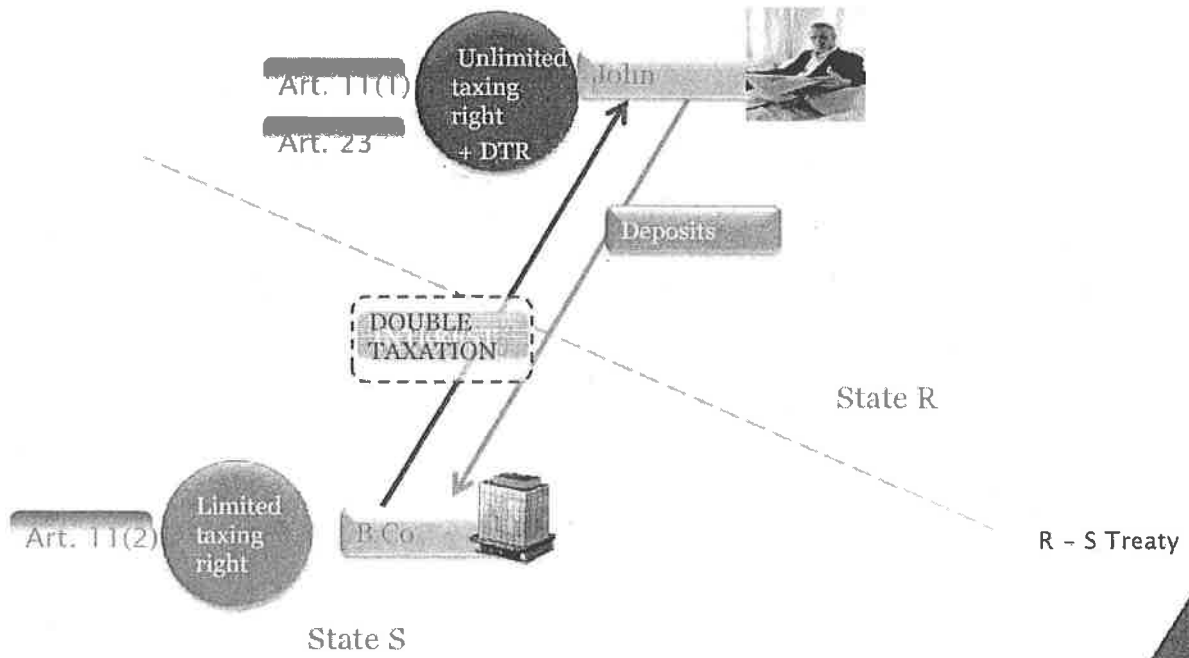 Art. 11(1)
Art. 23
Unlimited
taxing
right
+ DTR
John
Deposits
DOUBLE
TAXATION
State R
Art. 11(2)
Limited
taxing
right
B Co
R – S Treaty
State S